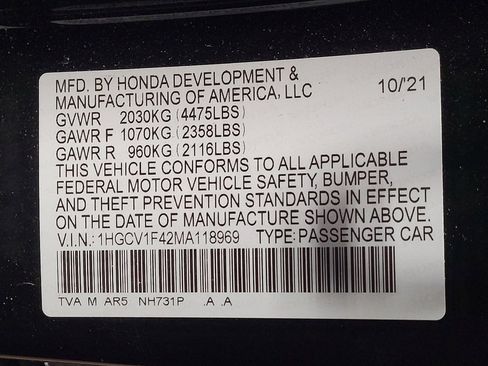 MFD. BY HONDA DEVELOPMENT & 10/'21
MANUFACTURING OF AMERICA, LLC
GVWR 2030KG (4475LBS)
GAWR F 1070KG (2358LBS)
GAWR R 960KG (2116LBS)
THIS VEHICLE CONFORMS TO ALL APPLICABLE
FEDERAL MOTOR VEHICLE SAFETY, BUMPER,
AND THEFT PREVENTION STANDARDS IN EFFECT
ON THE DATE OF MANUFACTURE SHOWN ABOVE.
V.I.N.: 1HGCV1F42MA118969 TYPE: PASSENGER CAR
TVA M AR5 NH731P .A .A